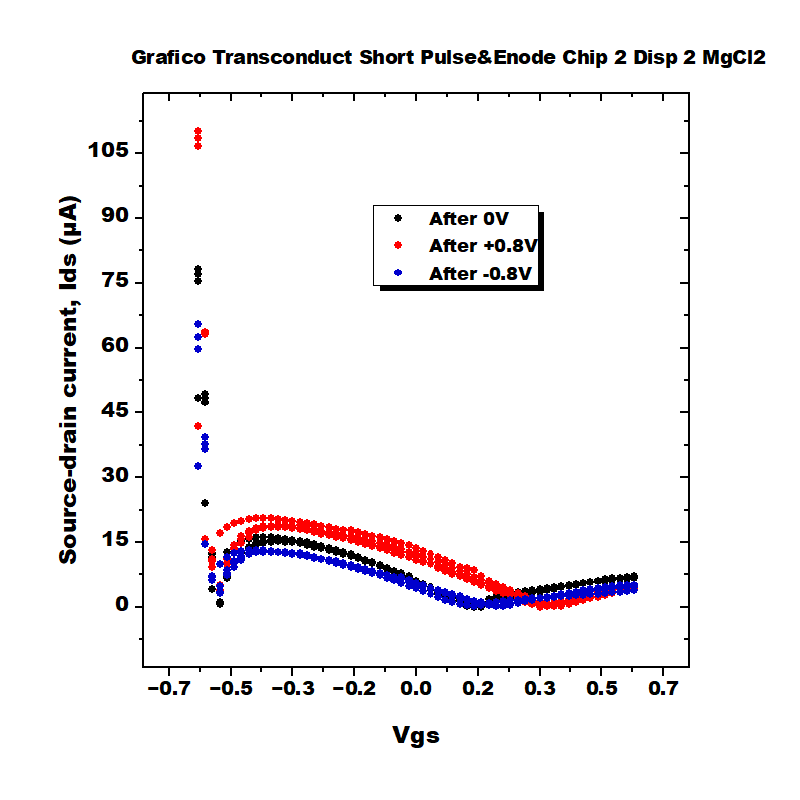 Grafico Transconduct Short Pulse&Enode Chip 2 Disp 2 MgCl2
105
90
75
60
45
30
15
0
Source-drain current, Ids (µA)
After 0V
After +0.8V
After -0.8V
−0.7 −0.5 −0.3 −0.2 0.0 0.2 0.3 0.5 0.7
Vgs